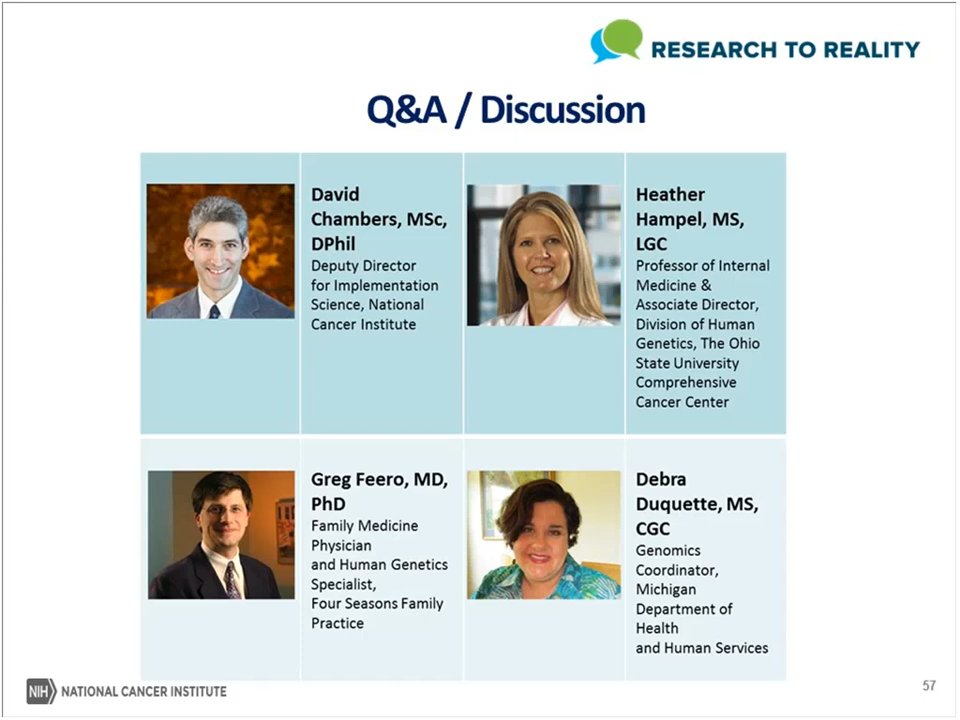 RESEARCH TO REALITY
Q&A / Discussion
David
Chambers, MSc,
DPhil
Deputy Director
for Implementation
Science, National
Cancer Institute
Heather
Hampel, MS,
LGC
Professor of Internal
Medicine &
Associate Director,
Division of Human
Genetics, The Ohio
State University
Comprehensive
Cancer Center
Greg Feero, MD,
PhD
Family Medicine
Physician
and Human Genetics
Specialist,
Four Seasons Family
Practice
Debra
Duquette, MS,
CGC
Genomics
Coordinator,
Michigan
Department of
Health
and Human Services
NIH NATIONAL CANCER INSTITUTE
57